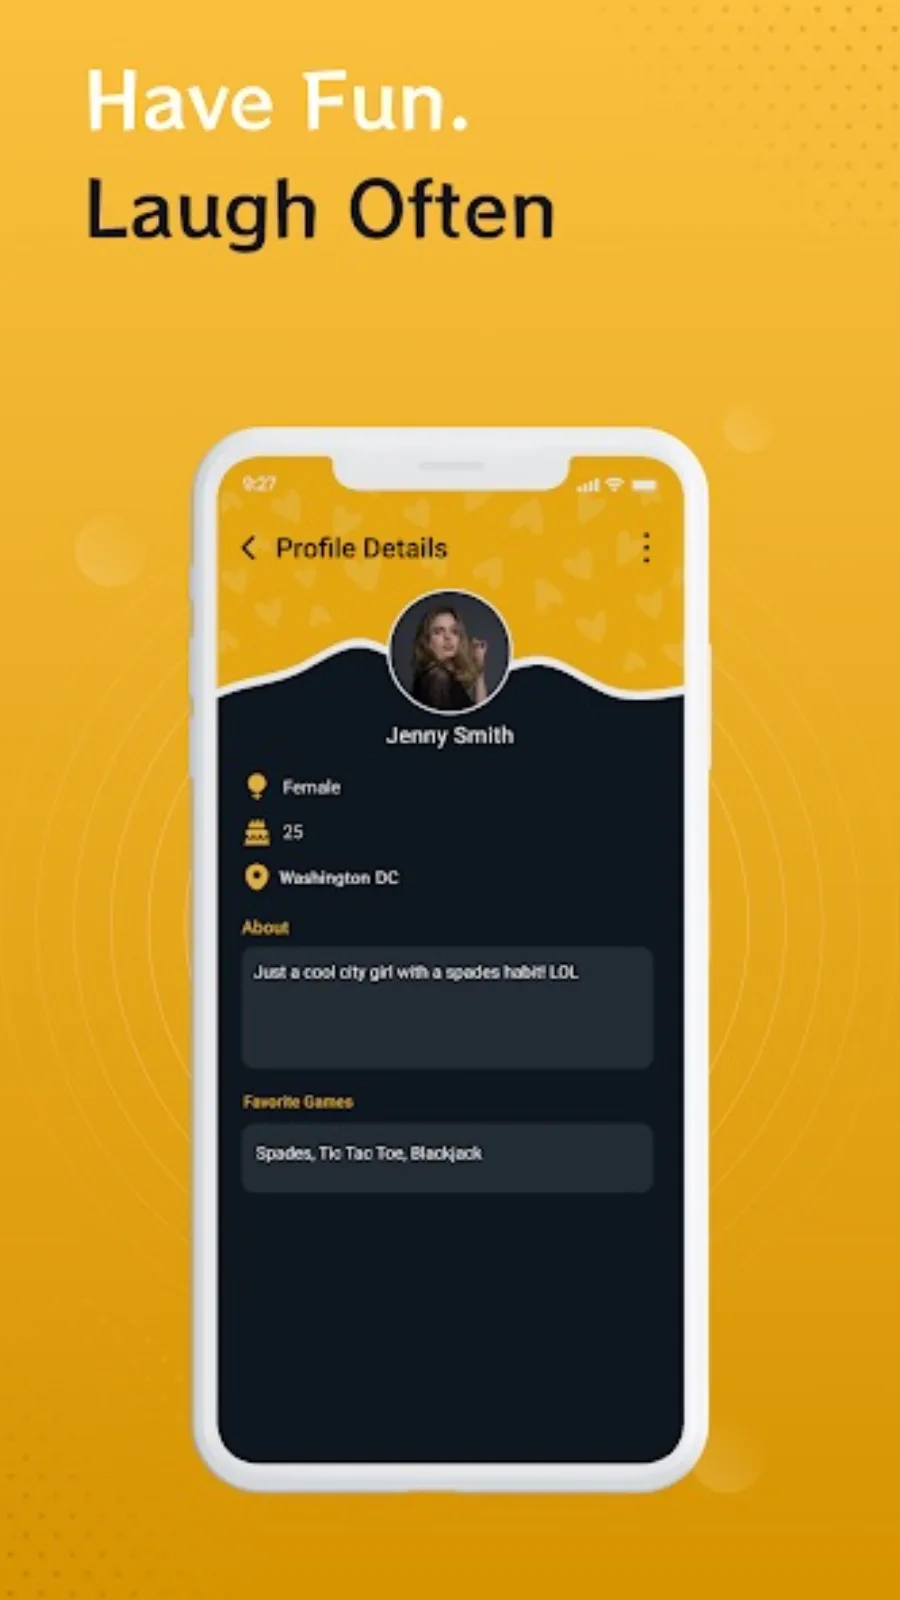 Have Fun.
Laugh Often
9:27
Profile Details
Jenny Smith
Female
25
Washington DC
About
Just a cool city girl with a spades habit! LOL
Favorite Games
Spades, Tic Tac Toe, Blackjack